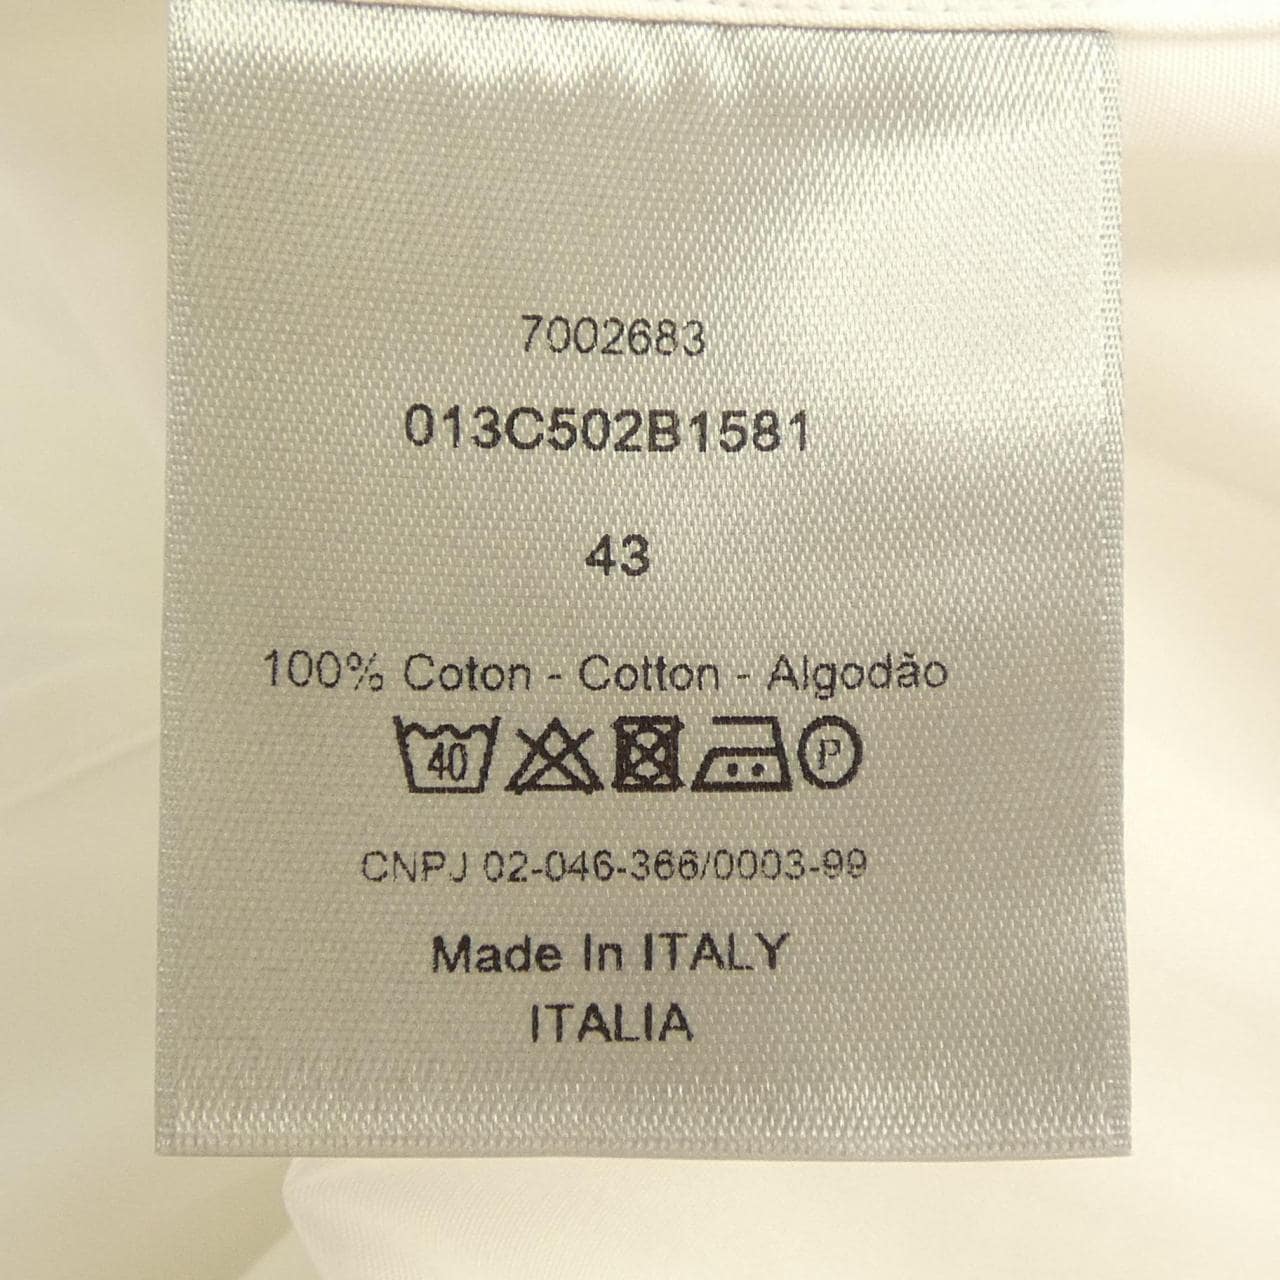 7002683
013C502B1581
43
100% Coton - Cotton - Algodão
40 P
CNPJ 02-046-366/0003-99
Made In ITALY
ITALIA